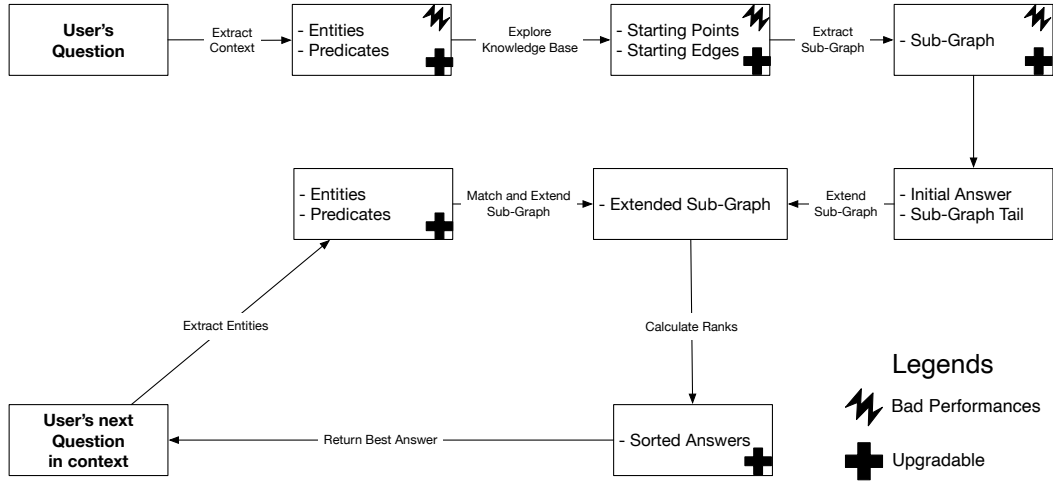 User's
Question
Extract
Context
- Entities
- Predicates
Explore
Knowledge Base
- Starting Points
- Starting Edges
Extract
Sub-Graph
- Sub-Graph
- Entities
- Predicates
Match and Extend
Sub-Graph
- Extended Sub-Graph
Extend
Sub-Graph
- Initial Answer
- Sub-Graph Tail
Extract Entities
Calculate Ranks
Legends
Bad Performances
Upgradable
User's next
Question
in context
Return Best Answer
- Sorted Answers